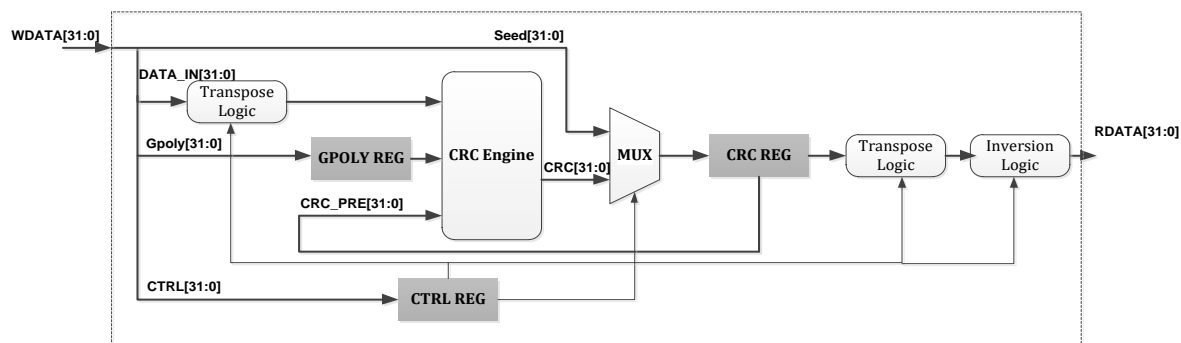 WDATA[31:0]
Seed[31:0]
DATA_IN[31:0]
Transpose
Logic
Gpoly[31:0]
GPOLY REG
CRC Engine
CRC_PRE[31:0]
CRC[31:0]
MUX
CRC REG
Transpose
Logic
Inversion
Logic
RDATA[31:0]
CTRL[31:0]
CTRL REG